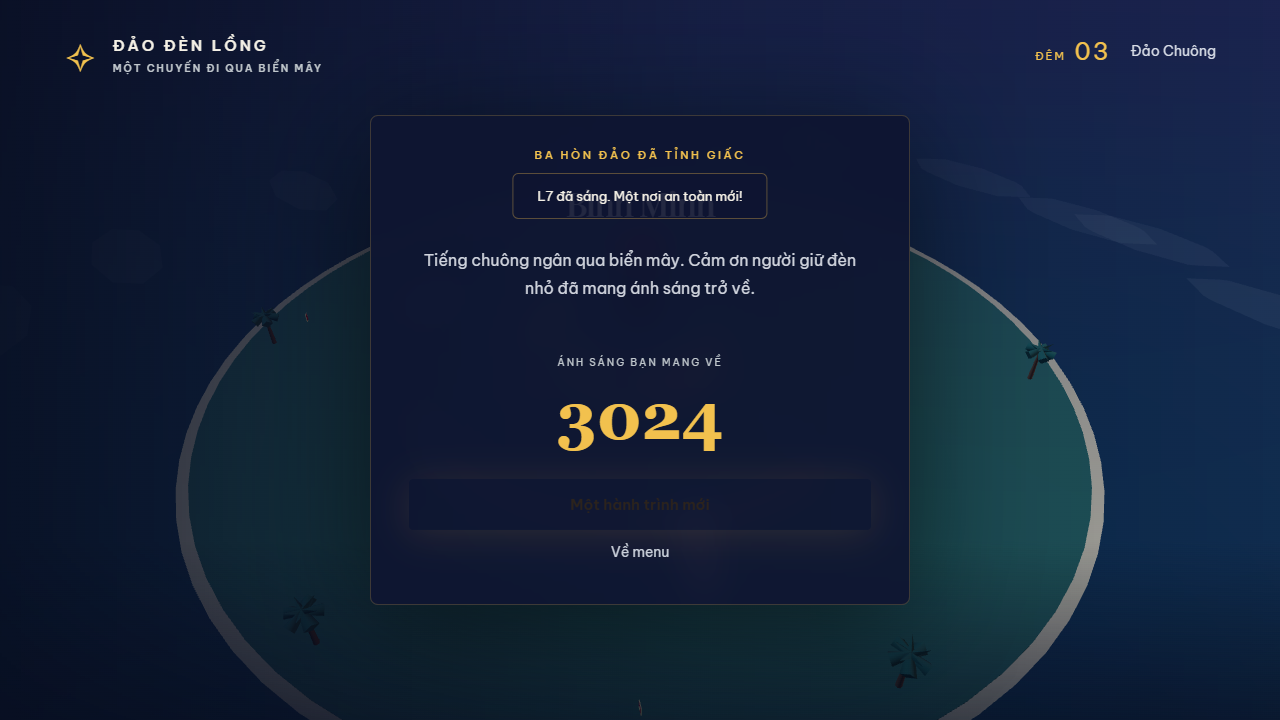 ĐẢO ĐÈN LỒNG
MỘT CHUYẾN ĐI QUA BIỂN MÂY
ĐÊM 03 Đảo Chuông
BA HÒN ĐẢO ĐÃ TỈNH GIẤC
L7 đã sáng. Một nơi an toàn mới!
Bình Minh
Tiếng chuông ngân qua biển mây. Cảm ơn người giữ đèn
nhỏ đã mang ánh sáng trở về.
ÁNH SÁNG BẠN MANG VỀ
3024
Một hành trình mới
Về menu